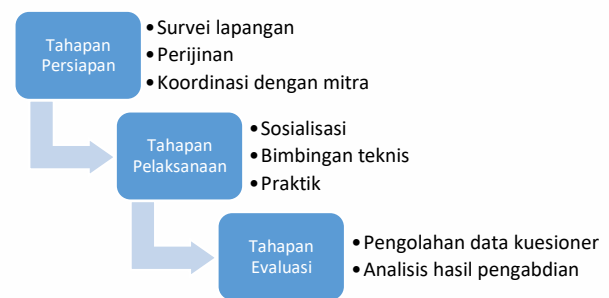 Tahapan
Persiapan
•Survei lapangan
•Perijinan
•Koordinasi dengan mitra
Tahapan
Pelaksanaan
•Sosialisasi
•Bimbingan teknis
•Praktik
Tahapan
Evaluasi
•Pengolahan data kuesioner
•Analisis hasil pengabdian